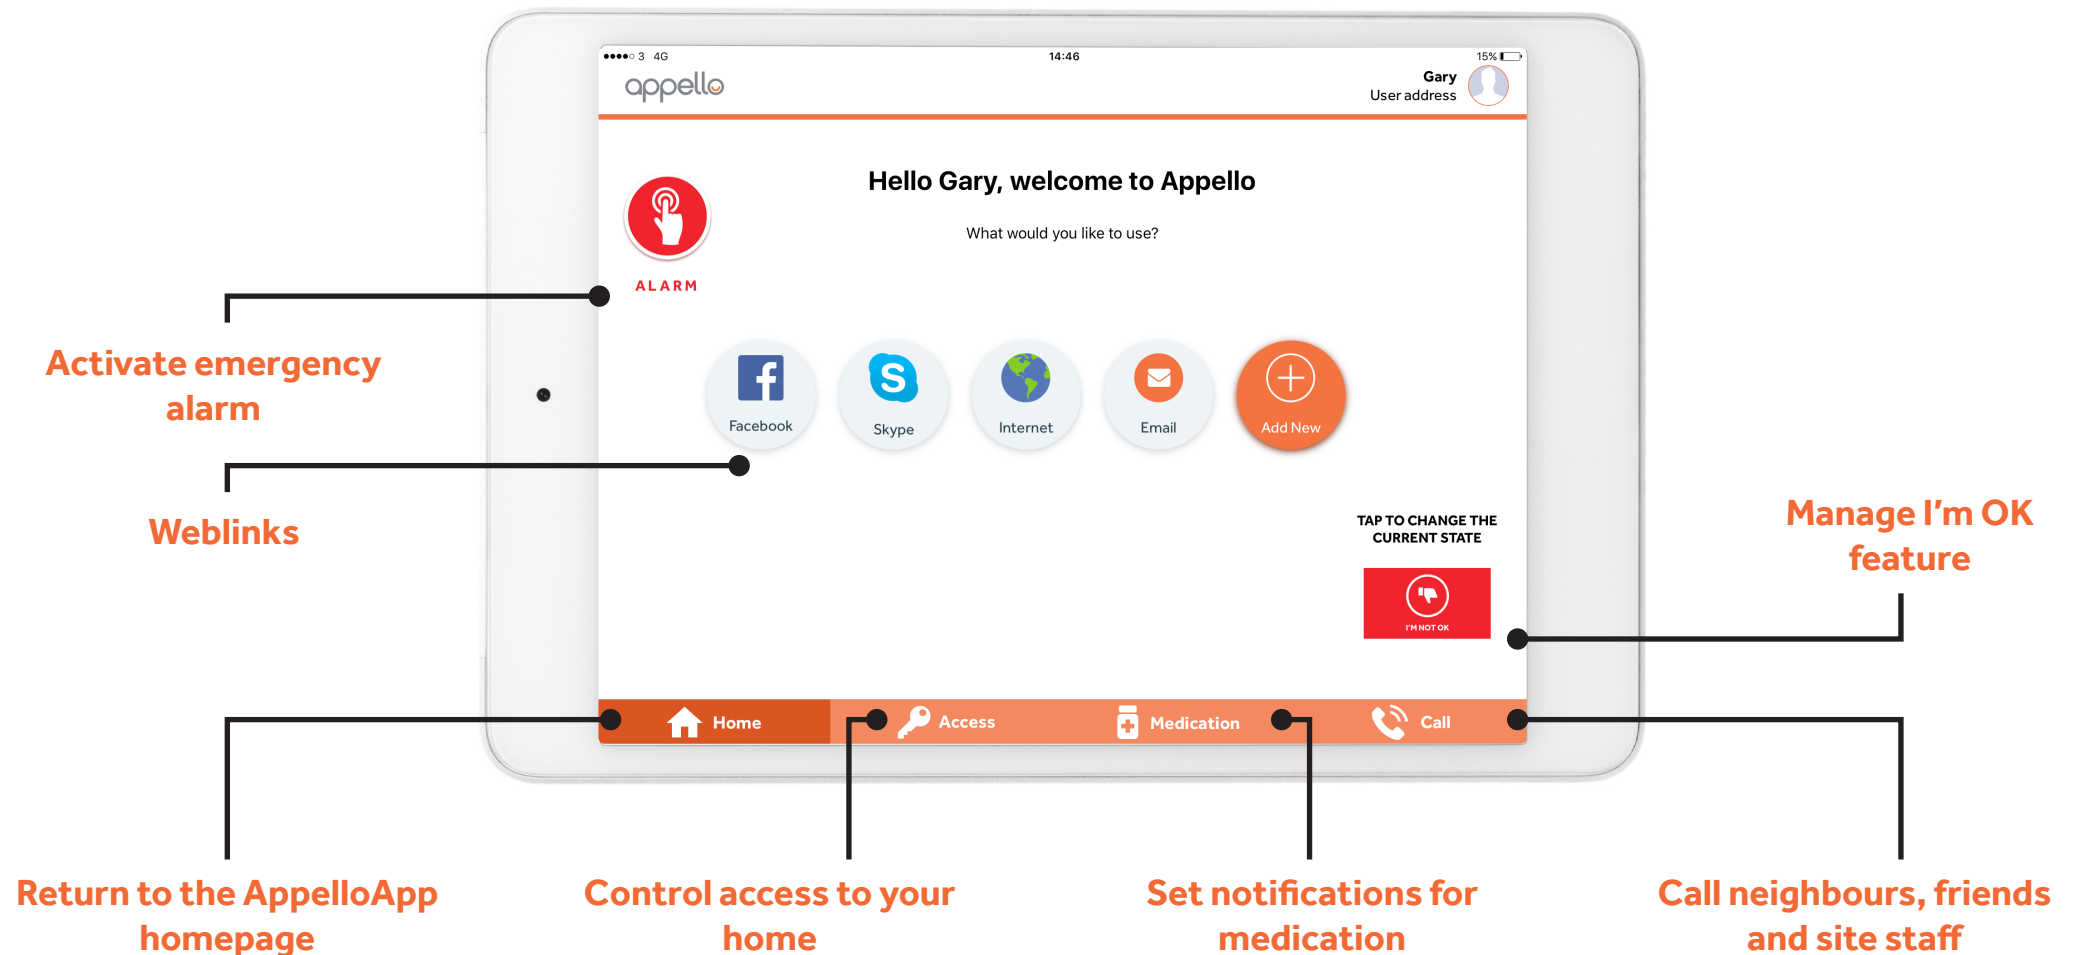 3 4G
14:46
15%
appello
Gary
User address
Hello Gary, welcome to Appello
What would you like to use?
ALARM
Activate emergency
alarm
Facebook
Skype
Internet
Email
Add New
Weblinks
TAP TO CHANGE THE
CURRENT STATE
I'M NOT OK
Manage I'm OK
feature
Home
Access
Medication
Call
Return to the AppelloApp
homepage
Control access to your
home
Set notifications for
medication
Call neighbours, friends
and site staff